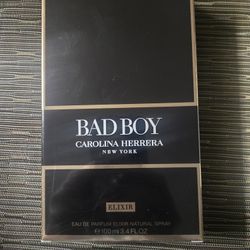 BAD BOY
CAROLINA HERRERA
NEW YORK
ELIXIR
EAU DE PARFUM ELIXIR NATURAL SPRAY
℮ 100 ml 3.4 FL OZ